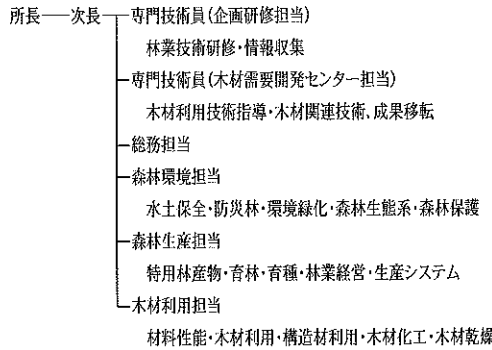 所長──次長─専門技術員(企画研修担当)
林業技術研修・情報収集
専門技術員(木材需要開発センター担当)
木材利用技術指導・木材関連技術、成果移転
総務担当
森林環境担当
水土保全・防災林・環境緑化・森林生態系・森林保護
森林生産担当
特用林産物・育林・育種・林業経営・生産システム
木材利用担当
材料性能・木材利用・構造材利用・木材化工・木材乾燥